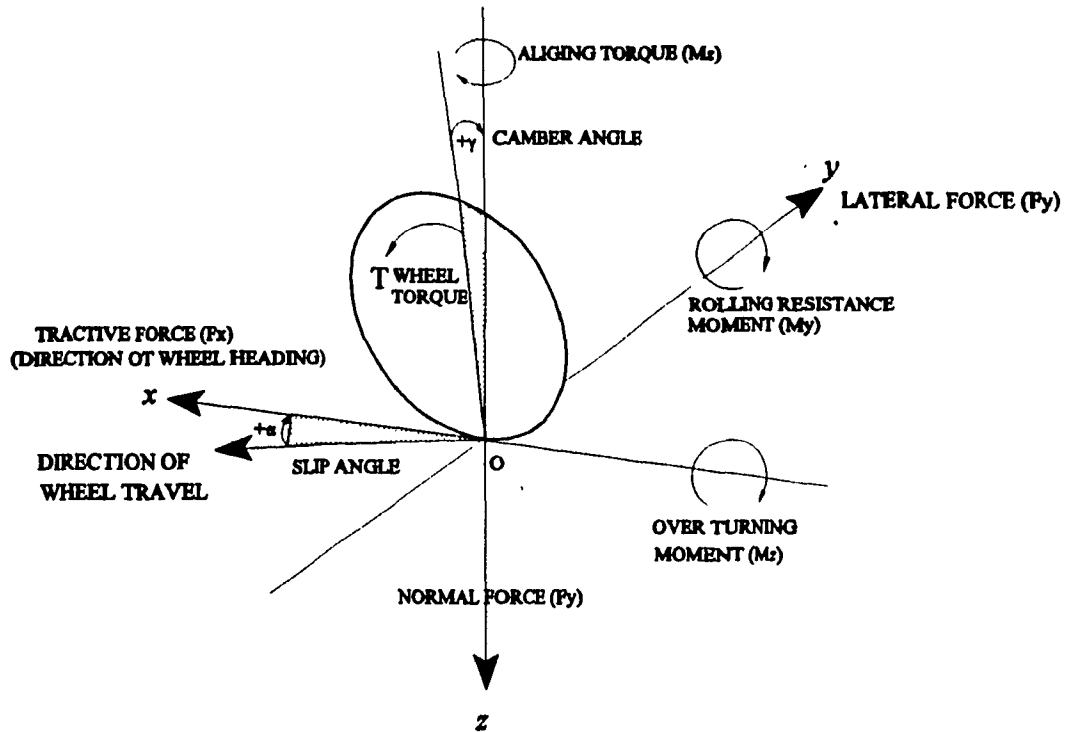 ALIGING TORQUE (Mz)
+γ
CAMBER ANGLE
y
LATERAL FORCE (Fy)
T WHEEL
TORQUE
ROLLING RESISTANCE
MOMENT (My)
TRACTIVE FORCE (Fx)
(DIRECTION OT WHEEL HEADING)
x
+α
DIRECTION OF
WHEEL TRAVEL
SLIP ANGLE
O
OVER TURNING
MOMENT (Mz)
NORMAL FORCE (Fy)
z